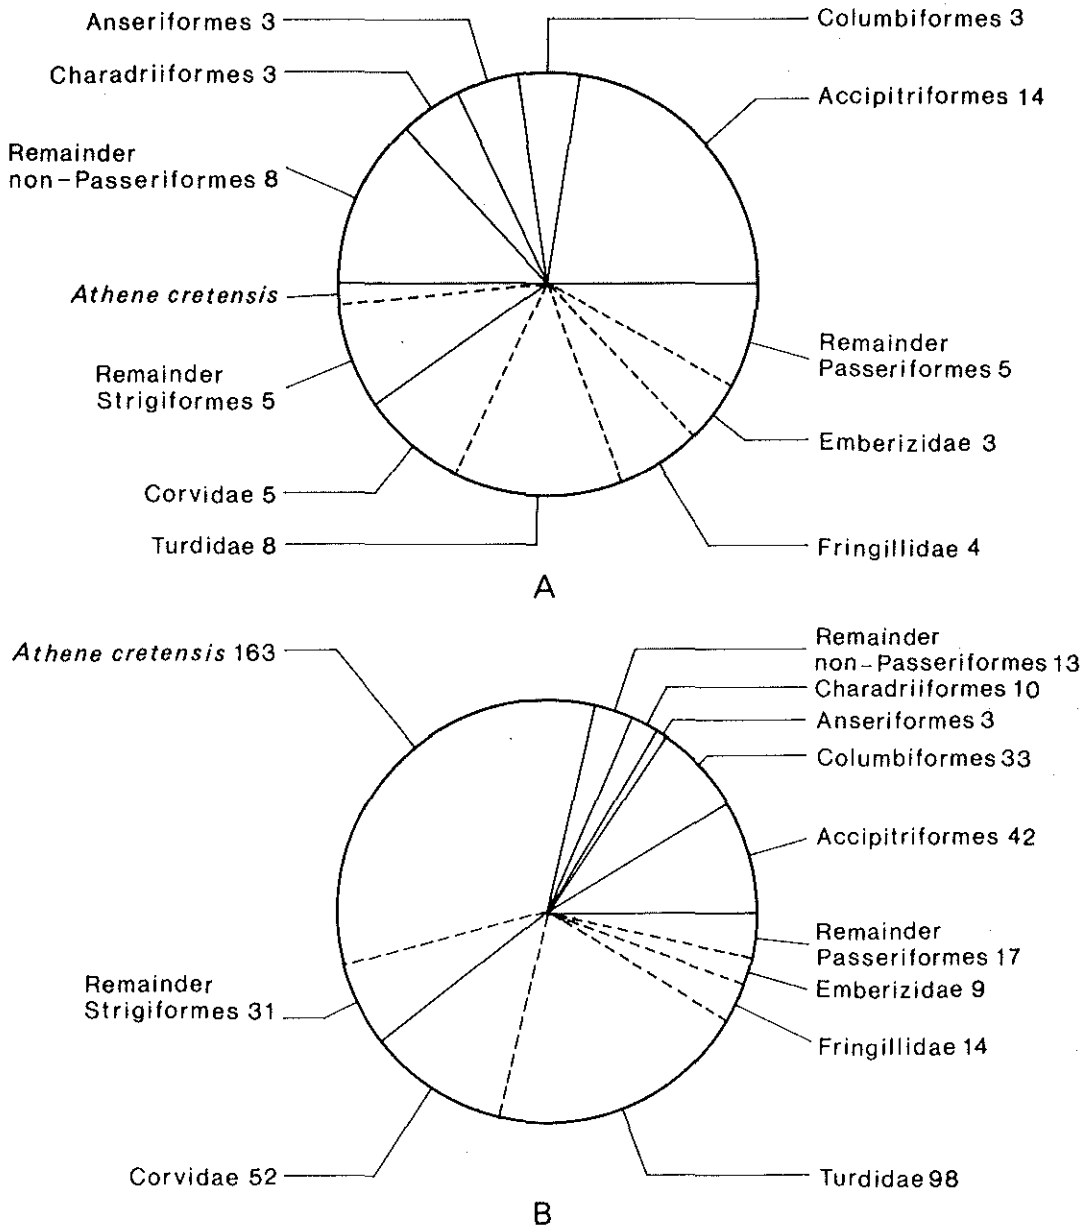 Anseriformes 3
Columbiformes 3
Charadriiformes 3
Accipitriformes 14
Remainder
non-Passeriformes 8
Athene cretensis
Remainder
Passeriformes 5
Remainder
Strigiformes 5
Emberizidae 3
Corvidae 5
Turdidae 8
Fringillidae 4
A
Athene cretensis 163
Remainder
non-Passeriformes 13
Charadriiformes 10
Anseriformes 3
Columbiformes 33
Accipitriformes 42
Remainder
Passeriformes 17
Emberizidae 9
Remainder
Strigiformes 31
Fringillidae 14
Corvidae 52
Turdidae 98
B